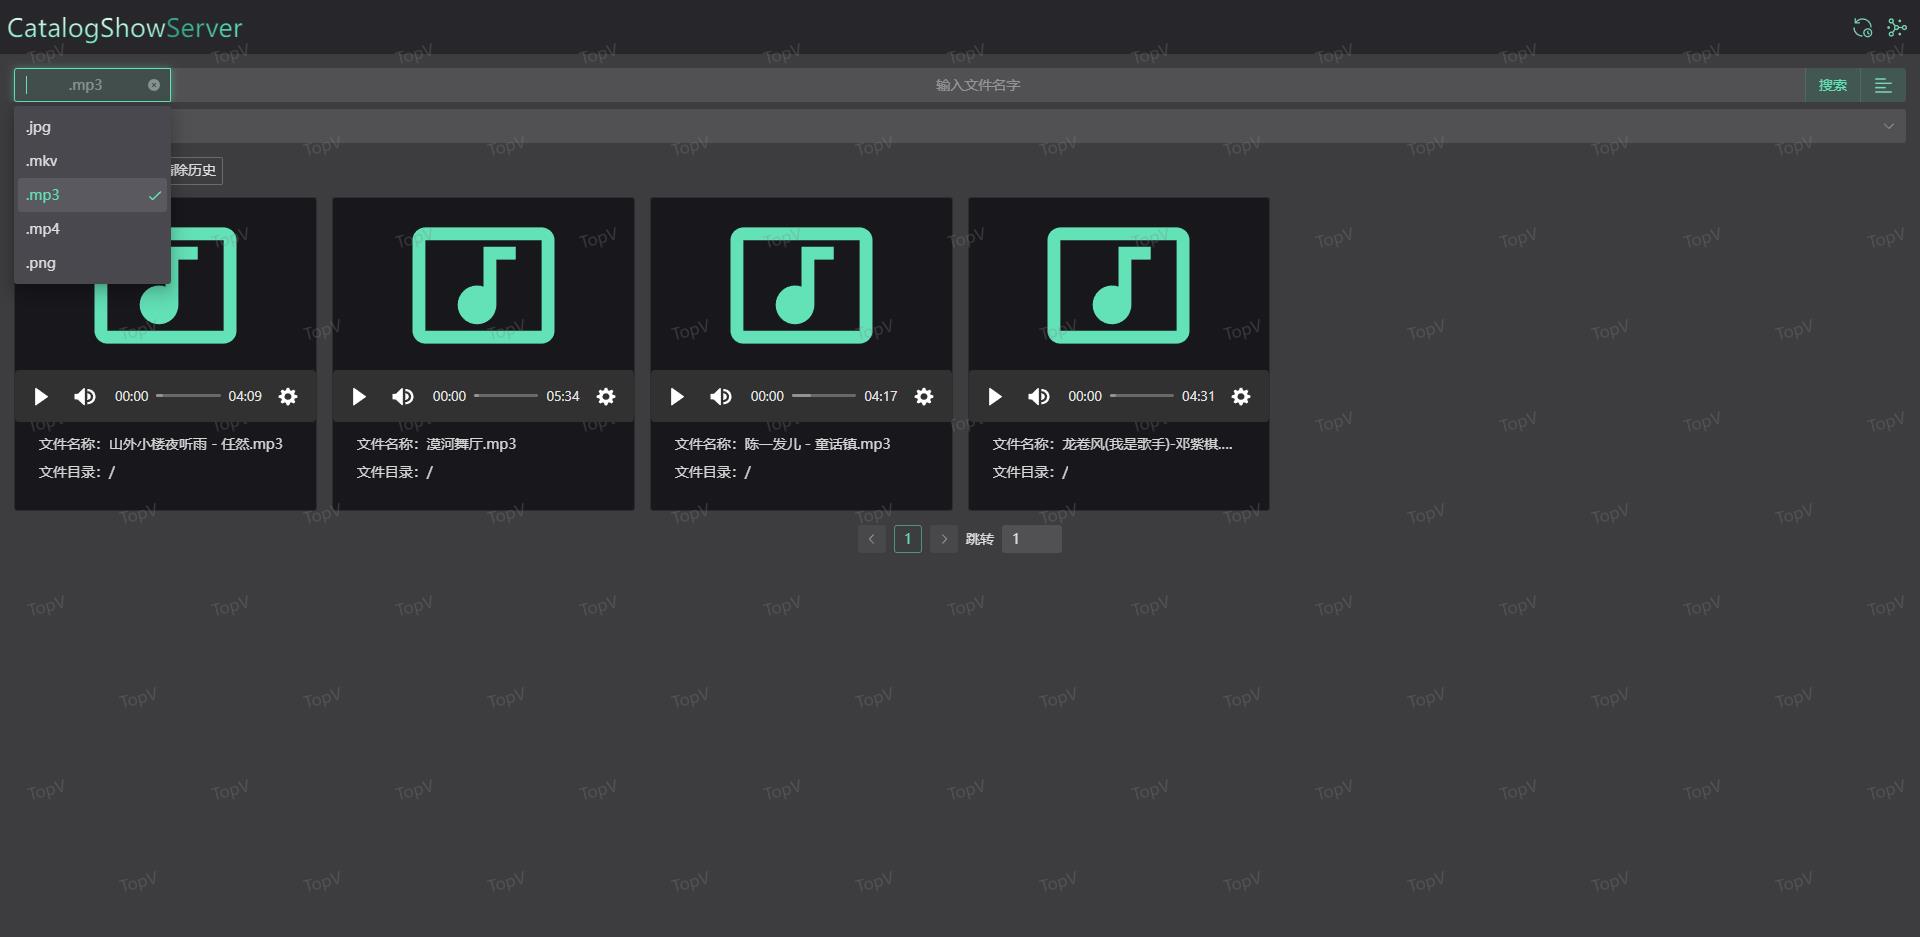 CatalogShowServer
.mp3
输入文件名字
搜索
.jpg
.mkv
.mp3
.mp4
.png
除历史
00:00
04:09
00:00
05:34
00:00
04:17
00:00
04:31
文件名称：山外小楼夜听雨 - 任然.mp3
文件目录：/
文件名称：漠河舞厅.mp3
文件目录：/
文件名称：陈一发儿 - 童话镇.mp3
文件目录：/
文件名称：龙卷风(我是歌手)-邓紫棋....
文件目录：/
1
跳转
1
TopV